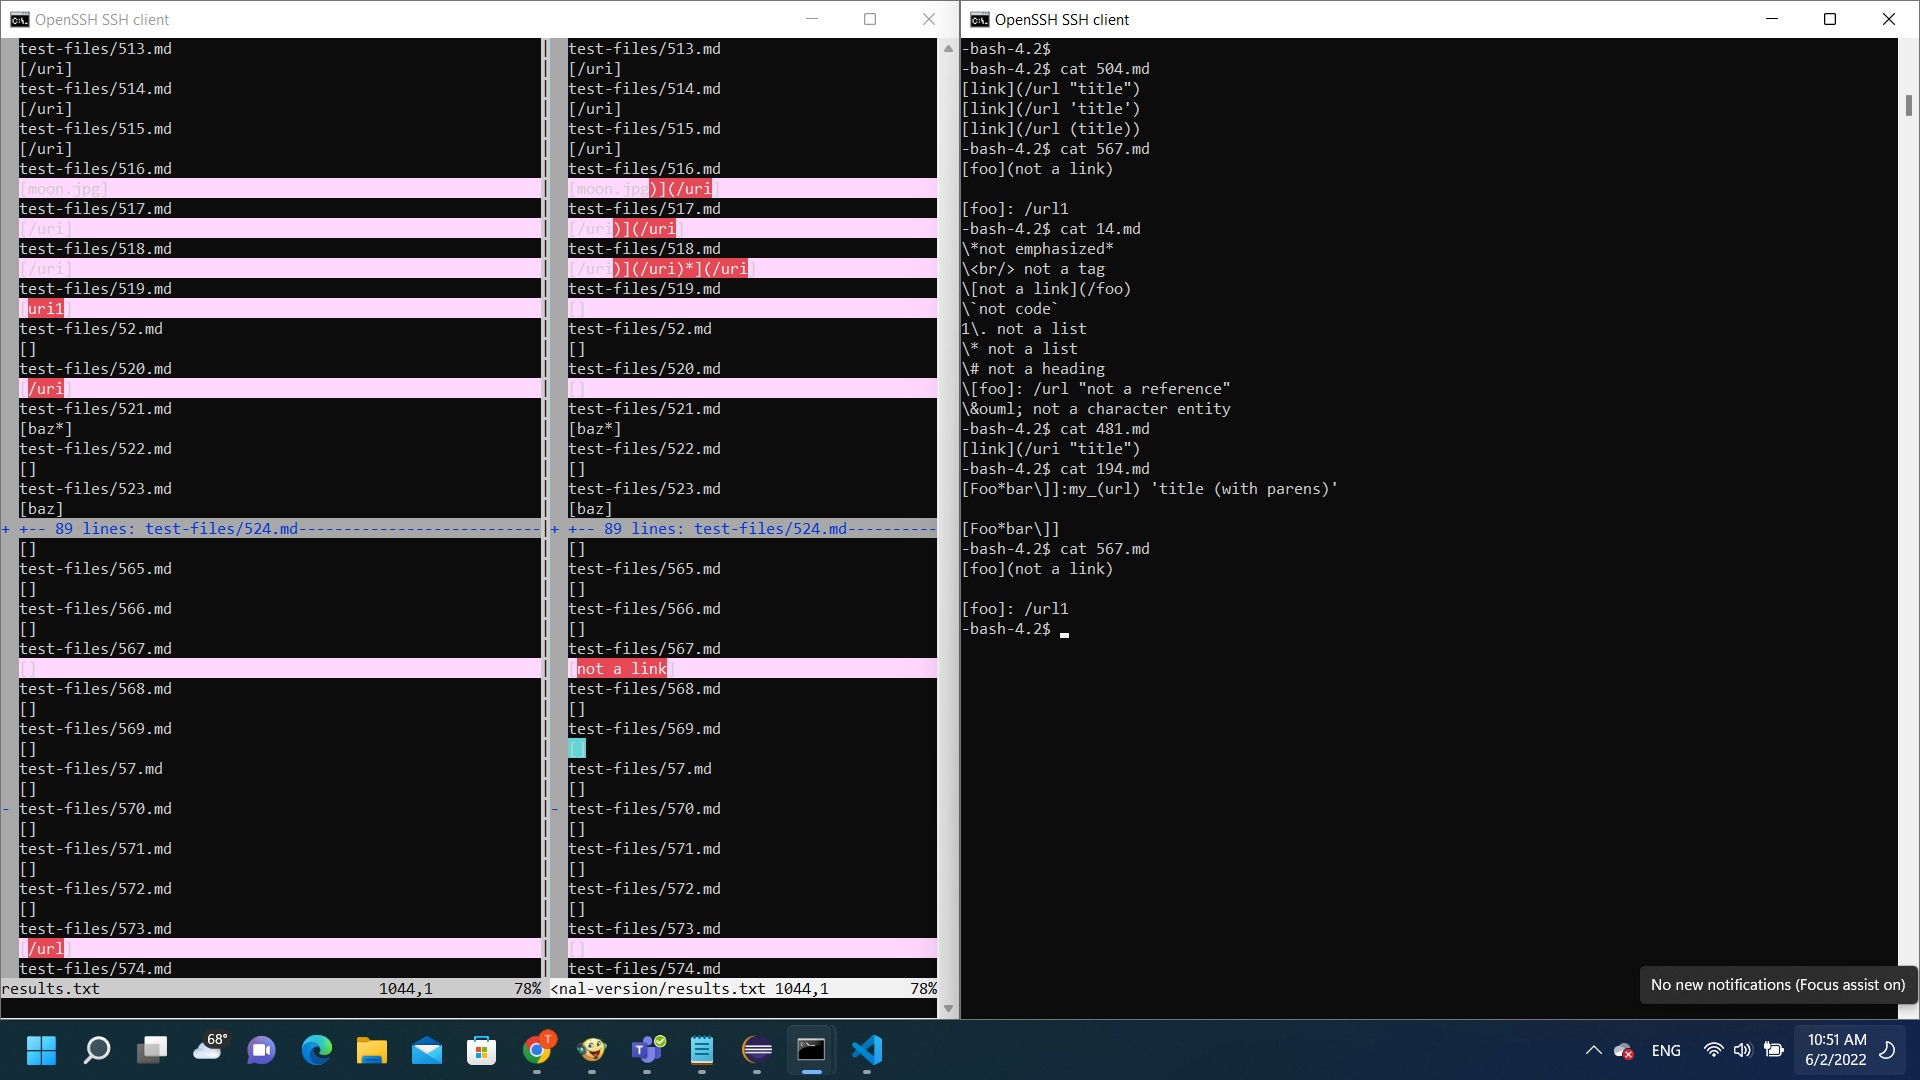 OpenSSH SSH client
test-files/513.md
[/uri]
test-files/514.md
[/uri]
test-files/515.md
[/uri]
test-files/516.md
[moon.jpg]
test-files/517.md
[/uri]
test-files/518.md
[/uri]
test-files/519.md
[uri1]
test-files/52.md
[]
test-files/520.md
[/uri]
test-files/521.md
[baz*]
test-files/522.md
[]
test-files/523.md
[baz]
+ +-- 89 lines: test-files/524.md---------------------------
[]
test-files/565.md
[]
test-files/566.md
[]
test-files/567.md
[]
test-files/568.md
[]
test-files/569.md
[]
test-files/57.md
[]
- test-files/570.md
[]
test-files/571.md
[]
test-files/572.md
[]
test-files/573.md
[/url]
test-files/574.md
results.txt 1044,1 78%
test-files/513.md
[/uri]
test-files/514.md
[/uri]
test-files/515.md
[/uri]
test-files/516.md
[moon.jpg)](/uri]
test-files/517.md
[/uri)](/uri]
test-files/518.md
[/uri)](/uri)*](/uri]
test-files/519.md
[]
test-files/52.md
[]
test-files/520.md
[]
test-files/521.md
[baz*]
test-files/522.md
[]
test-files/523.md
[baz]
+ +-- 89 lines: test-files/524.md----------
[]
test-files/565.md
[]
test-files/566.md
[]
test-files/567.md
[not a link]
test-files/568.md
[]
test-files/569.md
[]
test-files/57.md
[]
- test-files/570.md
[]
test-files/571.md
[]
test-files/572.md
[]
test-files/573.md
[]
test-files/574.md
<nal-version/results.txt 1044,1 78%
OpenSSH SSH client
-bash-4.2$
-bash-4.2$ cat 504.md
[link](/url "title")
[link](/url 'title')
[link](/url (title))
-bash-4.2$ cat 567.md
[foo](not a link)
[foo]: /url1
-bash-4.2$ cat 14.md
\*not emphasized*
\<br/> not a tag
\[not a link](/foo)
\`not code`
1\. not a list
\* not a list
\# not a heading
\[foo]: /url "not a reference"
\&ouml; not a character entity
-bash-4.2$ cat 481.md
[link](/uri "title")
-bash-4.2$ cat 194.md
[Foo*bar\]]:my_(url) 'title (with parens)'
[Foo*bar\]]
-bash-4.2$ cat 567.md
[foo](not a link)
[foo]: /url1
-bash-4.2$
No new notifications (Focus assist on)
68°
T
ENG
10:51 AM
6/2/2022